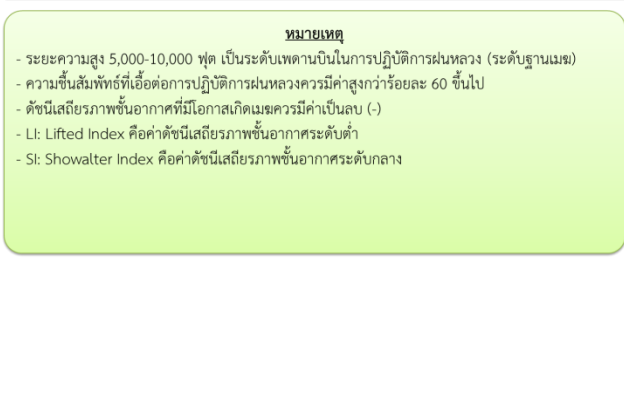 หมายเหตุ
- ระยะความสูง 5,000-10,000 ฟุต เป็นระดับเพดานบินในการปฏิบัติการฝนหลวง (ระดับฐานเมฆ)
- ความชื้นสัมพัทธ์ที่เอื้อต่อการปฏิบัติการฝนหลวงควรมีค่าสูงกว่าร้อยละ 60 ขึ้นไป
- ดัชนีเสถียรภาพชั้นอากาศที่มีโอกาสเกิดเมฆควรมีค่าเป็นลบ (-)
- LI: Lifted Index คือค่าดัชนีเสถียรภาพชั้นอากาศระดับต่ำ
- SI: Showalter Index คือค่าดัชนีเสถียรภาพชั้นอากาศระดับกลาง